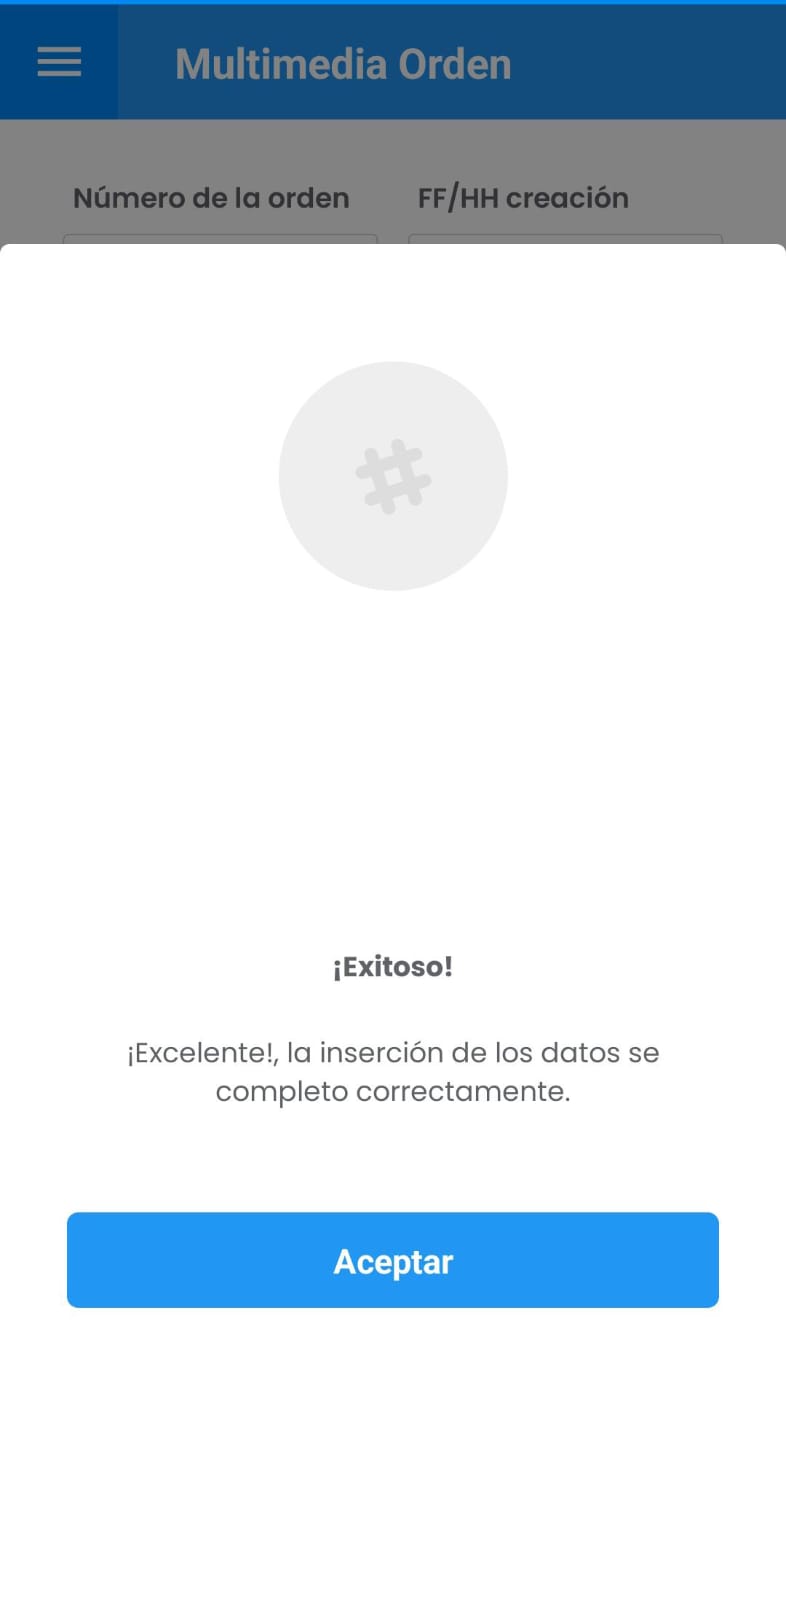 Multimedia Orden
Número de la orden FF/HH creación
#
¡Exitoso!
¡Excelente!, la inserción de los datos se
completo correctamente.
Aceptar